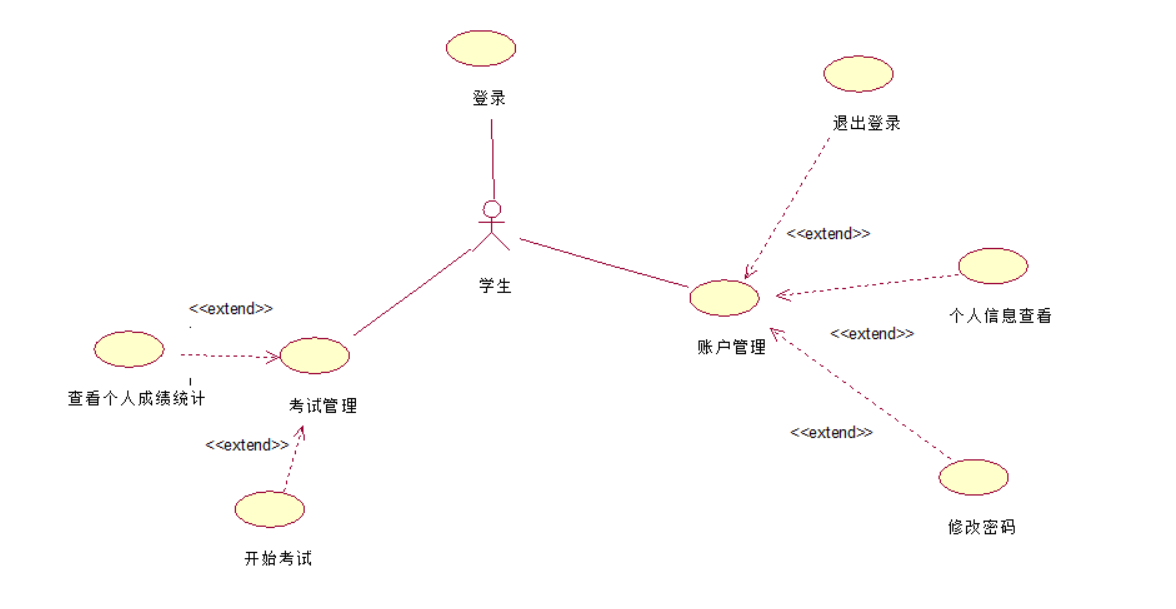 登录
退出登录
<<extend>>
学生
<<extend>>
个人信息查看
<<extend>>
账户管理
查看个人成绩统计
考试管理
<<extend>>
<<extend>>
修改密码
开始考试